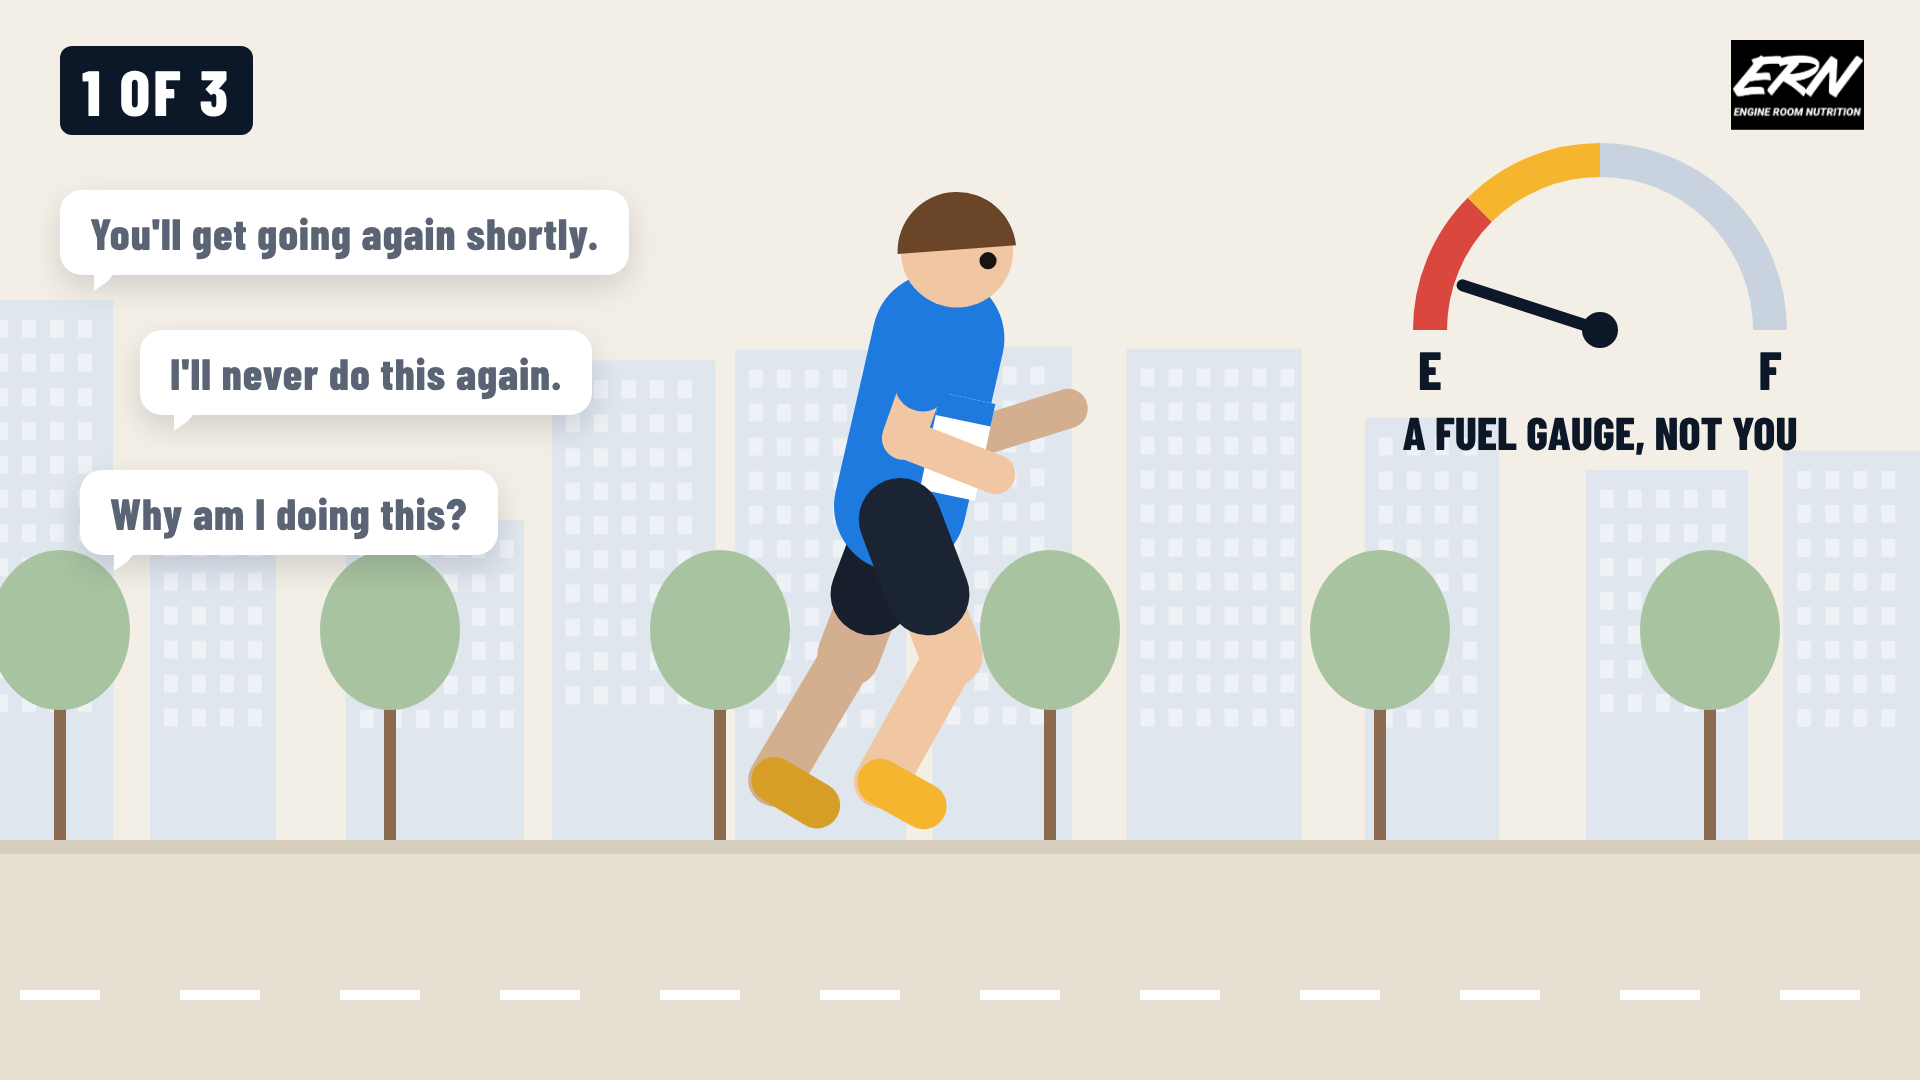 1 OF 3
ERN
ENGINE ROOM NUTRITION
You'll get going again shortly.
I'll never do this again.
Why am I doing this?
E F
A FUEL GAUGE, NOT YOU